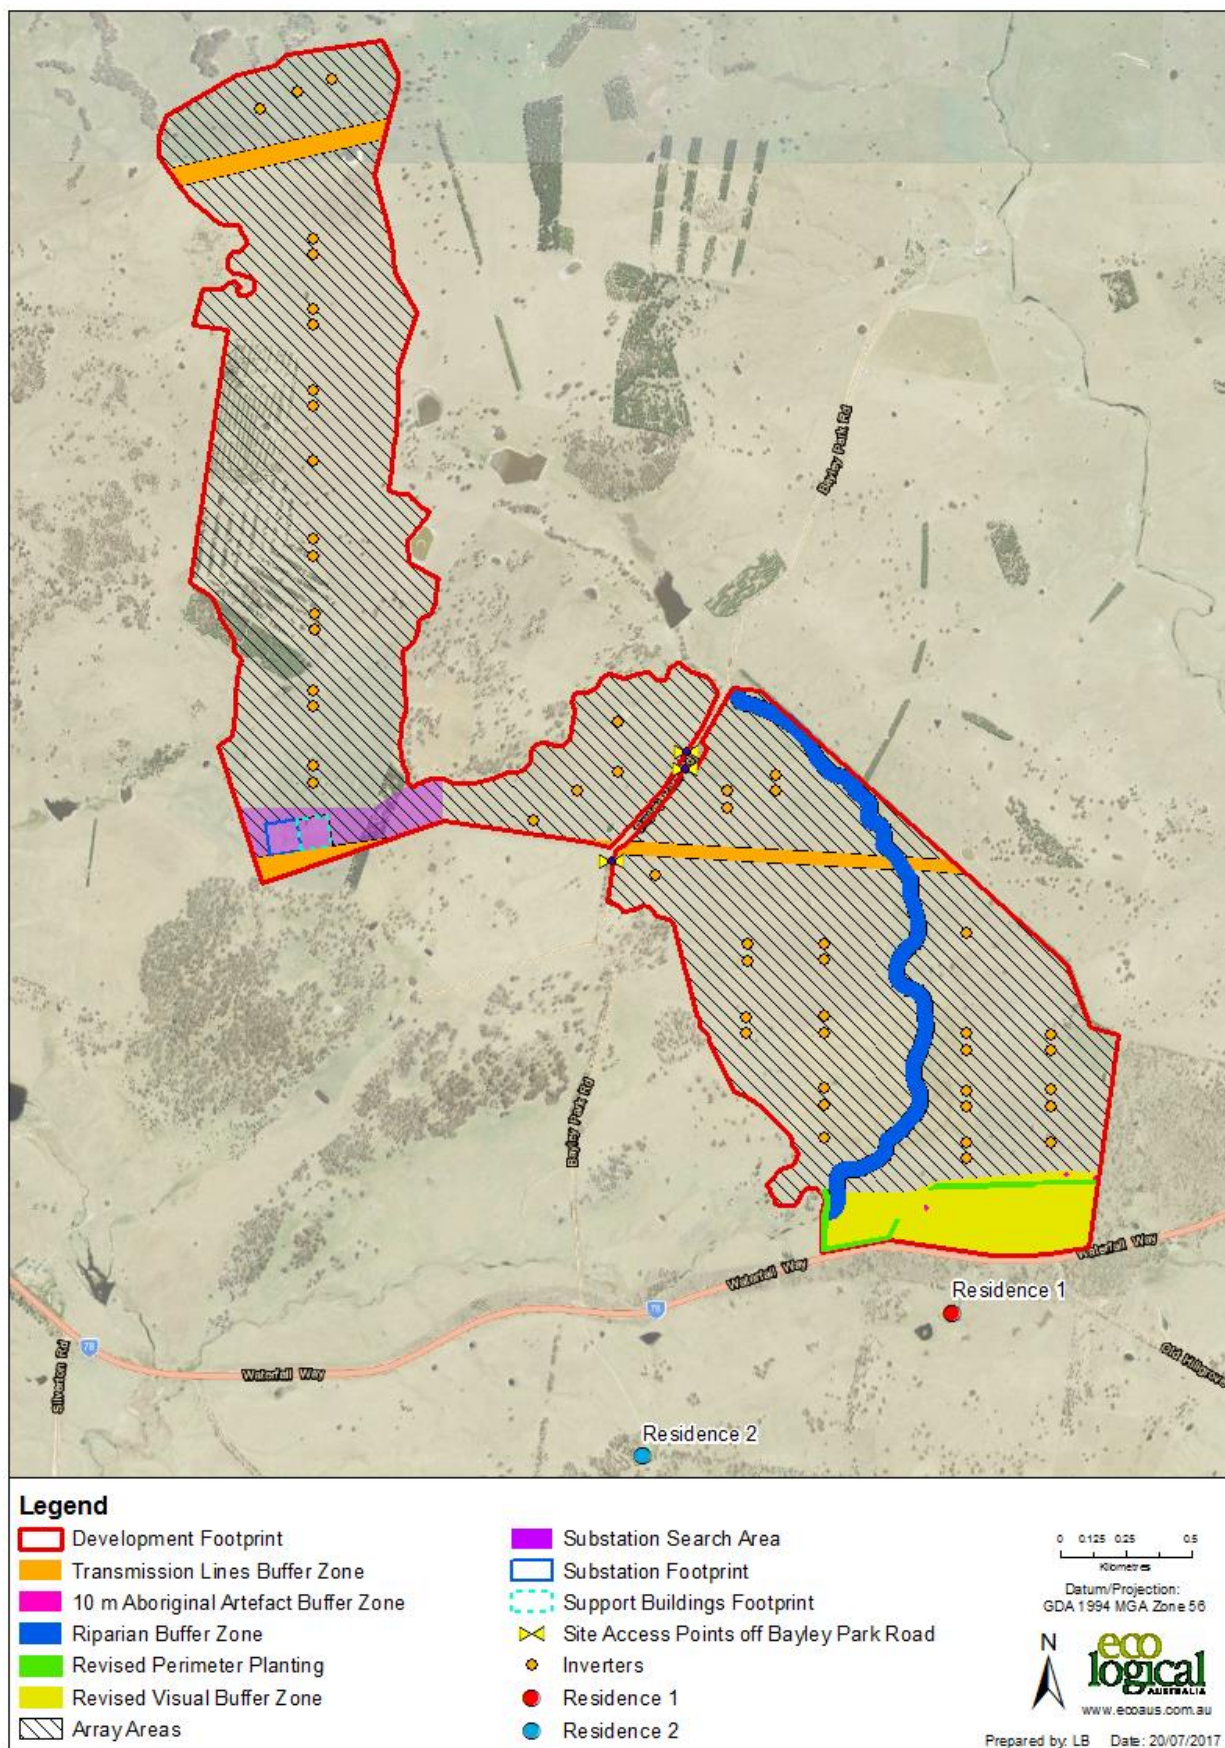 Bayley Park Rd
Bayley Park Rd
Waterfall Way
Waterfall Way
Residence 1
78
78
Silverton Rd
Waterfall Way
Old Hillgrove
Residence 2
Legend
Development Footprint
Transmission Lines Buffer Zone
10 m Aboriginal Artefact Buffer Zone
Riparian Buffer Zone
Revised Perimeter Planting
Revised Visual Buffer Zone
Array Areas
Substation Search Area
Substation Footprint
Support Buildings Footprint
Site Access Points off Bayley Park Road
Inverters
Residence 1
Residence 2
0 0.125 0.25 0.5
Kilometres
Datum/Projection:
GDA 1994 MGA Zone 56
N
eco
logical
AUSTRALIA
www.ecoaus.com.au
Prepared by: LB Date: 20/07/2017